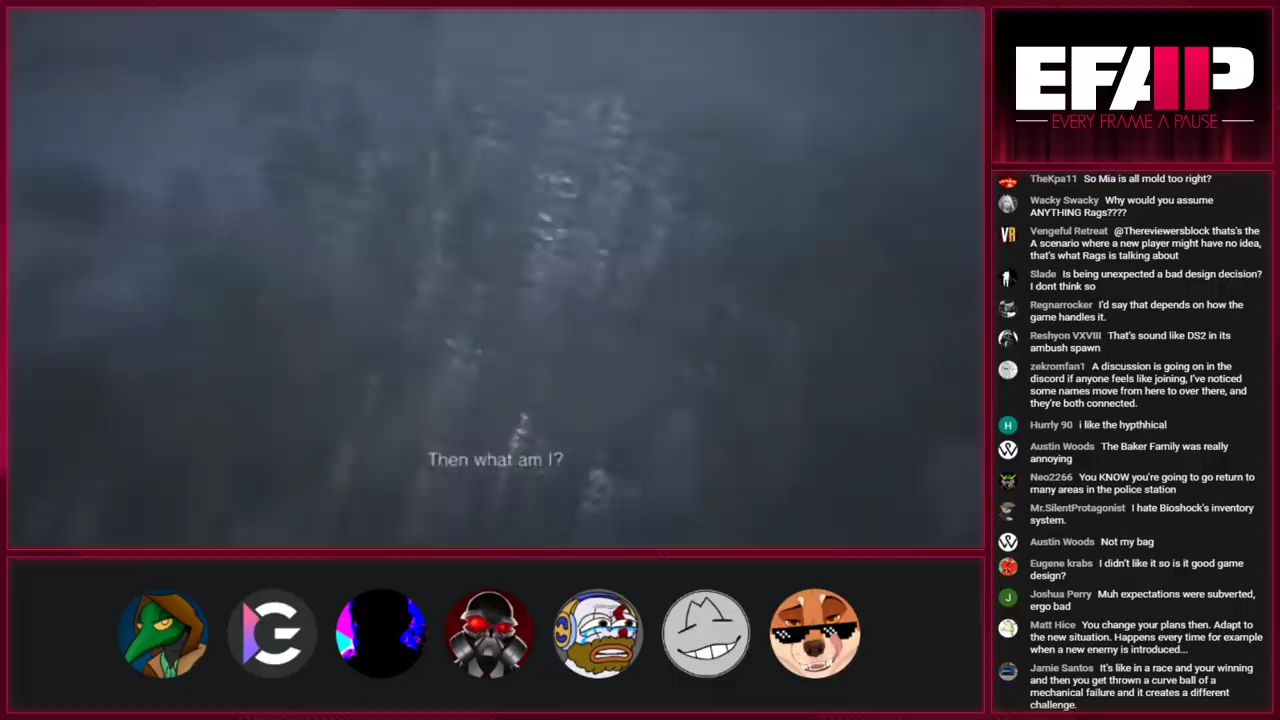 Then what am I?
EFAP
EVERY FRAME A PAUSE
TheKpa11 So Mia is all mold too right?
Wacky Swacky Why would you assume
ANYTHING Rags????
VR
Vengeful Retreat @Thereviewersblock thats's the
A scenario where a new player might have no idea,
that's what Rags is talking about
Slade Is being unexpected a bad design decision?
I dont think so
Regnarrocker I'd say that depends on how the
game handles it.
Reshyon VXVIII That's sound like DS2 in its
ambush spawn
zekromfan1 A discussion is going on in the
discord if anyone feels like joining, I've noticed
some names move from here to over there, and
they're both connected.
H
Hurrly 90 i like the hypthhical
Austin Woods The Baker Family was really
annoying
Neo2266 You KNOW you're going to go return to
many areas in the police station
Mr.SilentProtagonist I hate Bioshock's inventory
system.
Austin Woods Not my bag
Eugene krabs I didn't like it so is it good game
design?
J
Joshua Perry Muh expectations were subverted,
ergo bad
Matt Hice You change your plans then. Adapt to
the new situation. Happens every time for example
when a new enemy is introduced...
Jamie Santos It's like in a race and your winning
and then you get thrown a curve ball of a
mechanical failure and it creates a different
challenge.